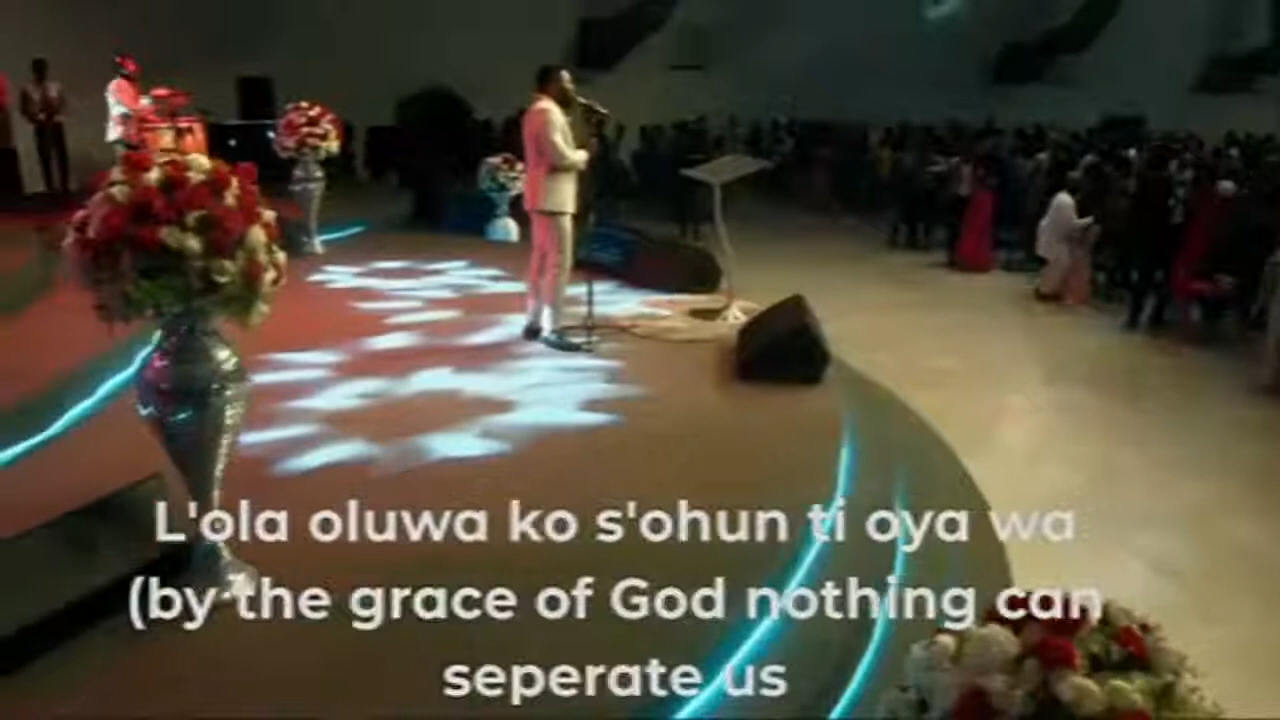 L'ola oluwa ko s'ohun ti oya wa
(by the grace of God nothing can
seperate us